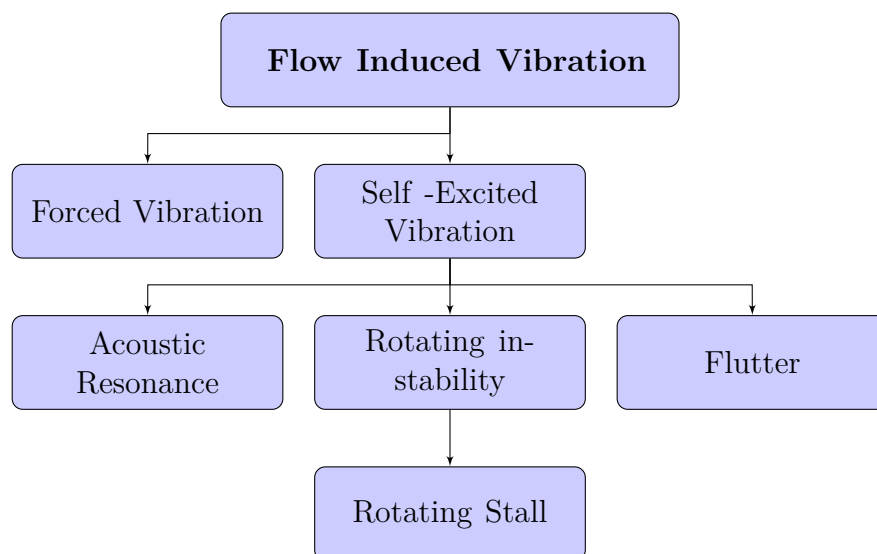 Flow Induced Vibration
Forced Vibration
Self -Excited
Vibration
Acoustic
Resonance
Rotating in-
stability
Flutter
Rotating Stall